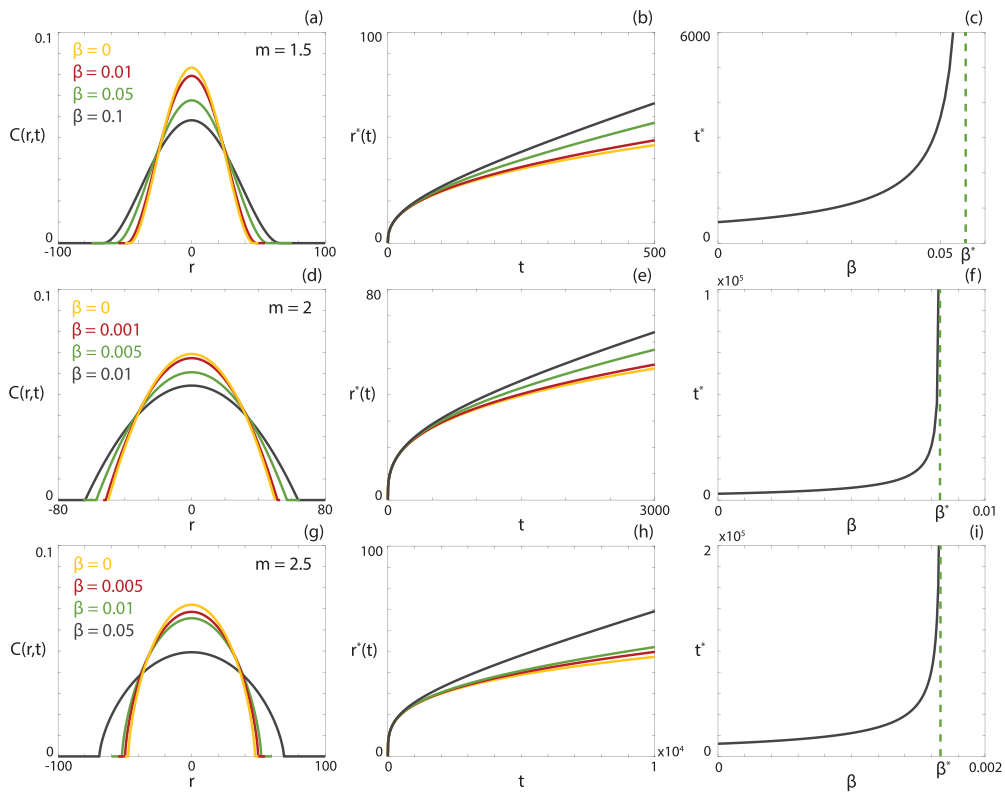 (a)
0.1
β = 0
β = 0.01
β = 0.05
β = 0.1
m = 1.5
C(r,t)
0
-100
0
100
r
(b)
100
r*(t)
0
0
500
t
(c)
6000
t*
0
0
0.05
β*
β
(d)
0.1
β = 0
β = 0.001
β = 0.005
β = 0.01
m = 2
C(r,t)
0
-80
0
80
r
(e)
80
r*(t)
0
0
3000
t
(f)
x10⁵
1
t*
0
0
β*
0.01
β
(g)
0.1
β = 0
β = 0.005
β = 0.01
β = 0.05
m = 2.5
C(r,t)
0
-100
0
100
r
(h)
100
r*(t)
0
0
x10⁴
1
t
(i)
x10⁵
2
t*
0
0
β*
0.002
β